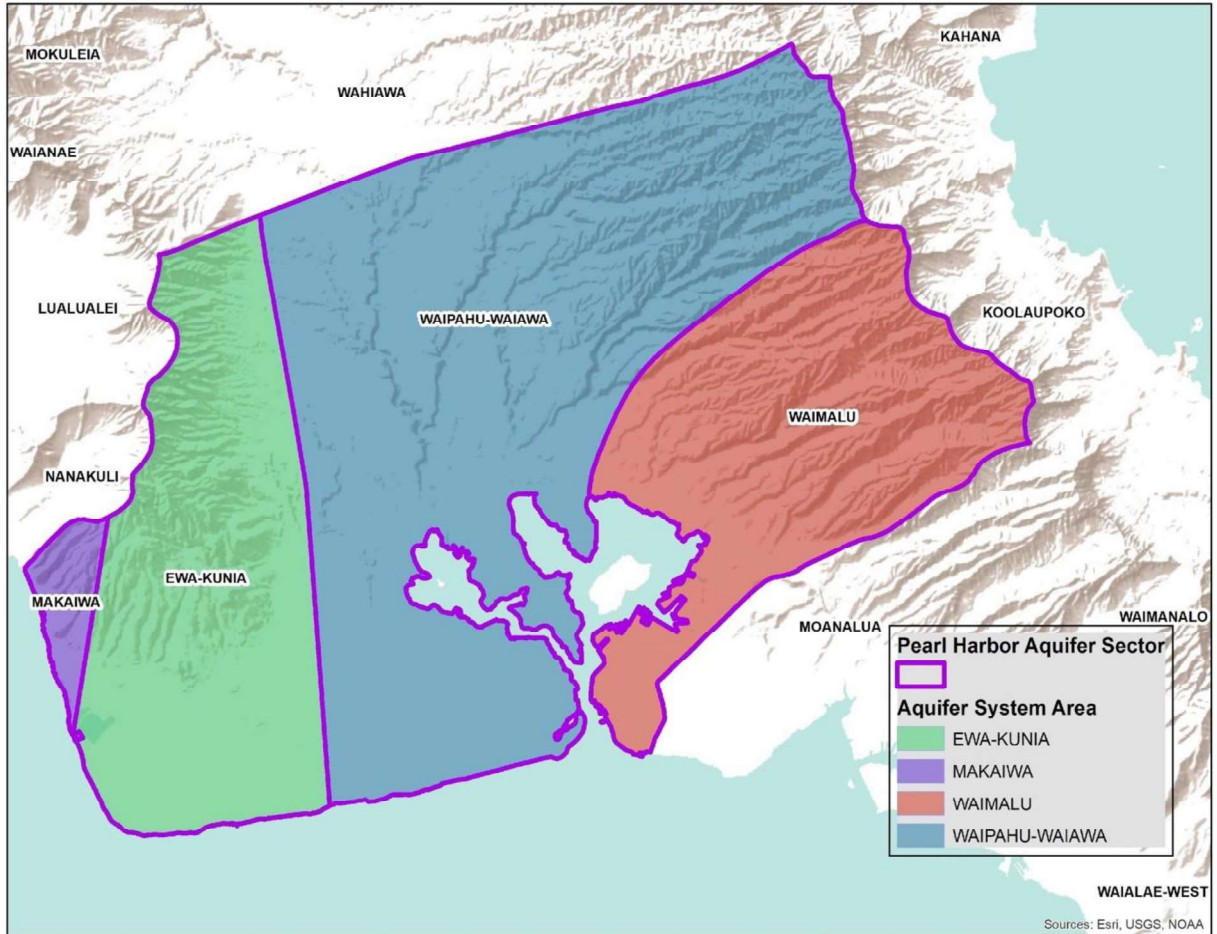 KAHANA
MOKULEIA
WAHIAWA
WAIANAE
LUALUALEI
KOOLAUPOKO
WAIPAHU-WAIAWA
WAIMALU
NANAKULI
EWA-KUNIA
MAKAIWA
WAIMANALO
MOANALUA
Pearl Harbor Aquifer Sector
Aquifer System Area
EWA-KUNIA
MAKAIWA
WAIMALU
WAIPAHU-WAIAWA
WAIALAE-WEST
Sources: Esri, USGS, NOAA